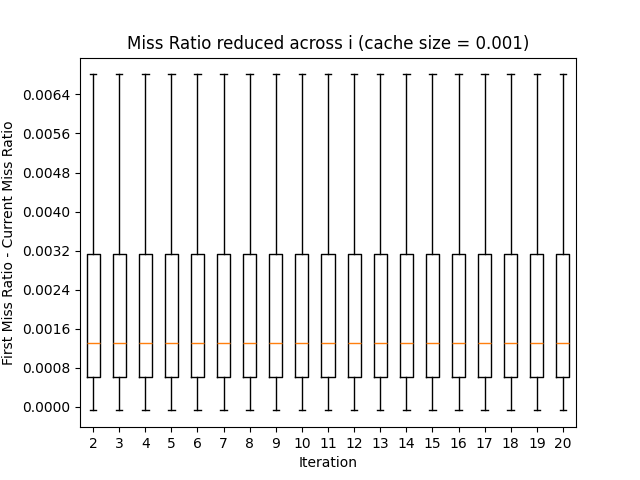 Miss Ratio reduced across i (cache size = 0.001)
First Miss Ratio - Current Miss Ratio
0.0064
0.0056
0.0048
0.0040
0.0032
0.0024
0.0016
0.0008
0.0000
2 3 4 5 6 7 8 9 10 11 12 13 14 15 16 17 18 19 20
Iteration